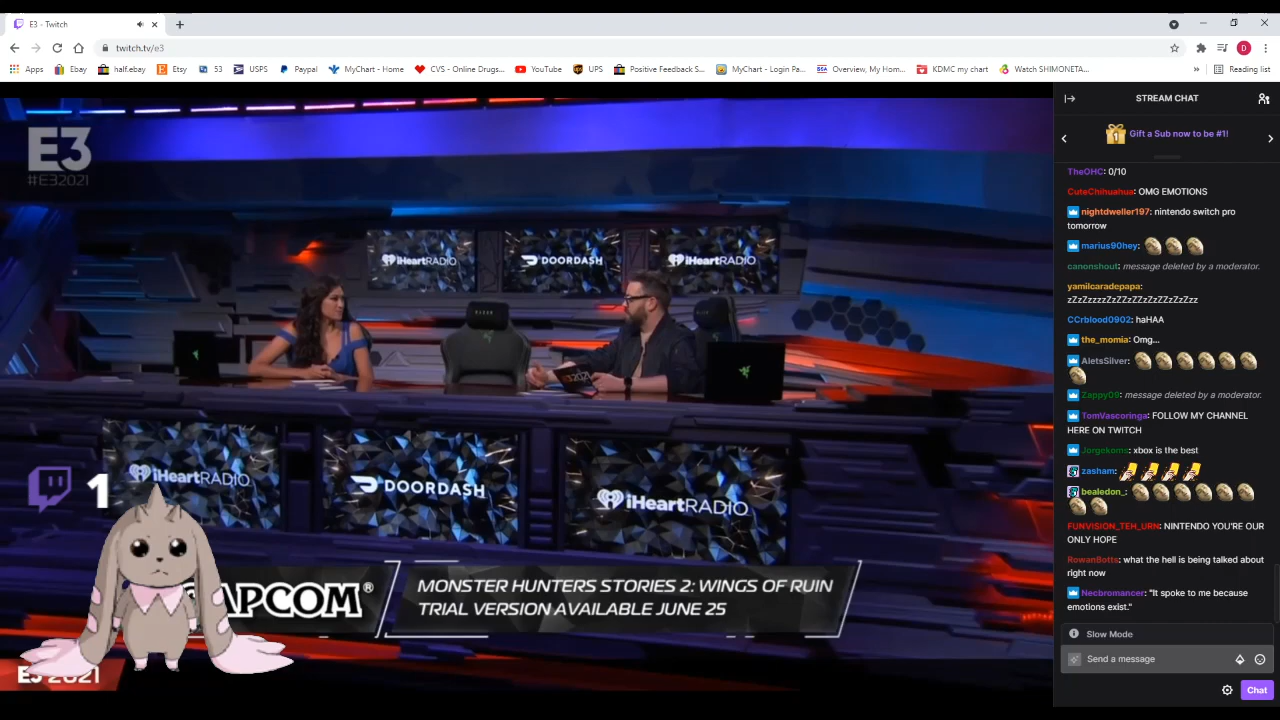 E3 - Twitch
twitch.tv/e3
D
Apps
Ebay
half.ebay
Etsy
53
USPS
Paypal
MyChart - Home
CVS - Online Drugs...
YouTube
UPS
Positive Feedback S...
MyChart - Login Pa...
Overview, My Hom...
KDMC my chart
Watch SHIMONETA...
»
Reading list
E3
#E32021
iHeartRADIO
DOORDASH
iHeartRADIO
RAZER
E32021
iHeartRADIO
DOORDASH
iHeartRADIO
1
APCOM®
MONSTER HUNTERS STORIES 2: WINGS OF RUIN
TRIAL VERSION AVAILABLE JUNE 25
E3 2021
STREAM CHAT
1
Gift a Sub now to be #1!
TheOHC: 0/10
CuteChihuahua: OMG EMOTIONS
nightdweller197: nintendo switch pro
tomorrow
marius90hey:
canonshout: message deleted by a moderator.
yamilcaradepapa:
zZzZzzzzZzZZzZZzZzZZzZzZzz
CCrblood0902: haHAA
the_momia: Omg...
AletsSilver:
Zappy09: message deleted by a moderator.
TomVascoringa: FOLLOW MY CHANNEL
HERE ON TWITCH
Jorgekoms: xbox is the best
zasham:
bealedon_:
FUNVISION_TEH_URN: NINTENDO YOU'RE OUR
ONLY HOPE
RowanBotts: what the hell is being talked about
right now
Necbromancer: "It spoke to me because
emotions exist."
Slow Mode
Send a message
Chat